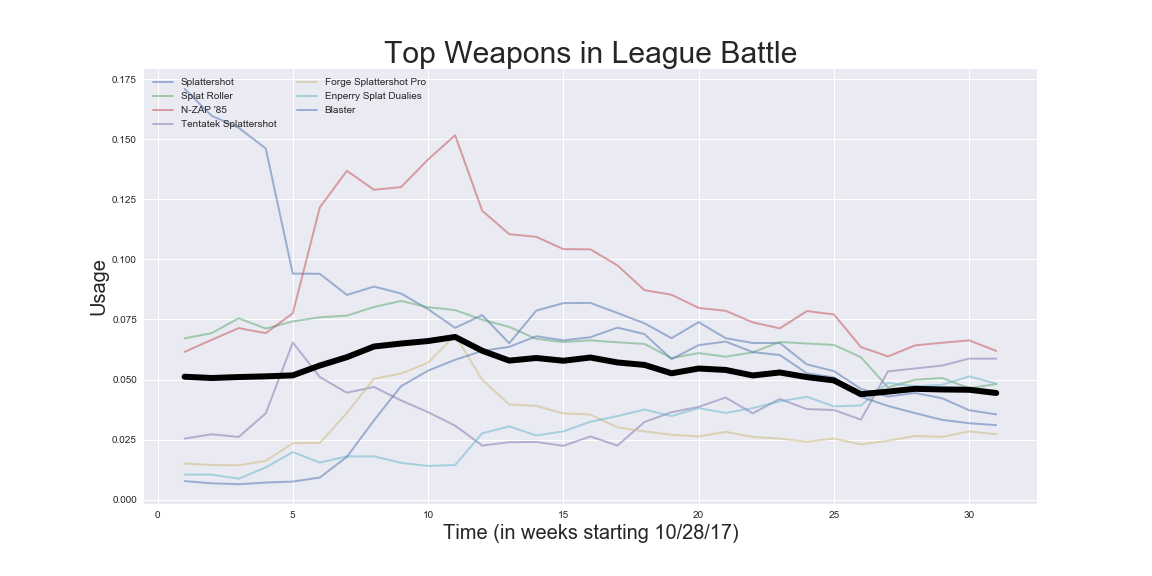 Top Weapons in League Battle
Splattershot
Splat Roller
N-ZAP '85
Tentatek Splattershot
Forge Splattershot Pro
Enperry Splat Dualies
Blaster
0.175
0.150
0.125
0.100
0.075
0.050
0.025
0.000
Usage
0
5
10
15
20
25
30
Time (in weeks starting 10/28/17)